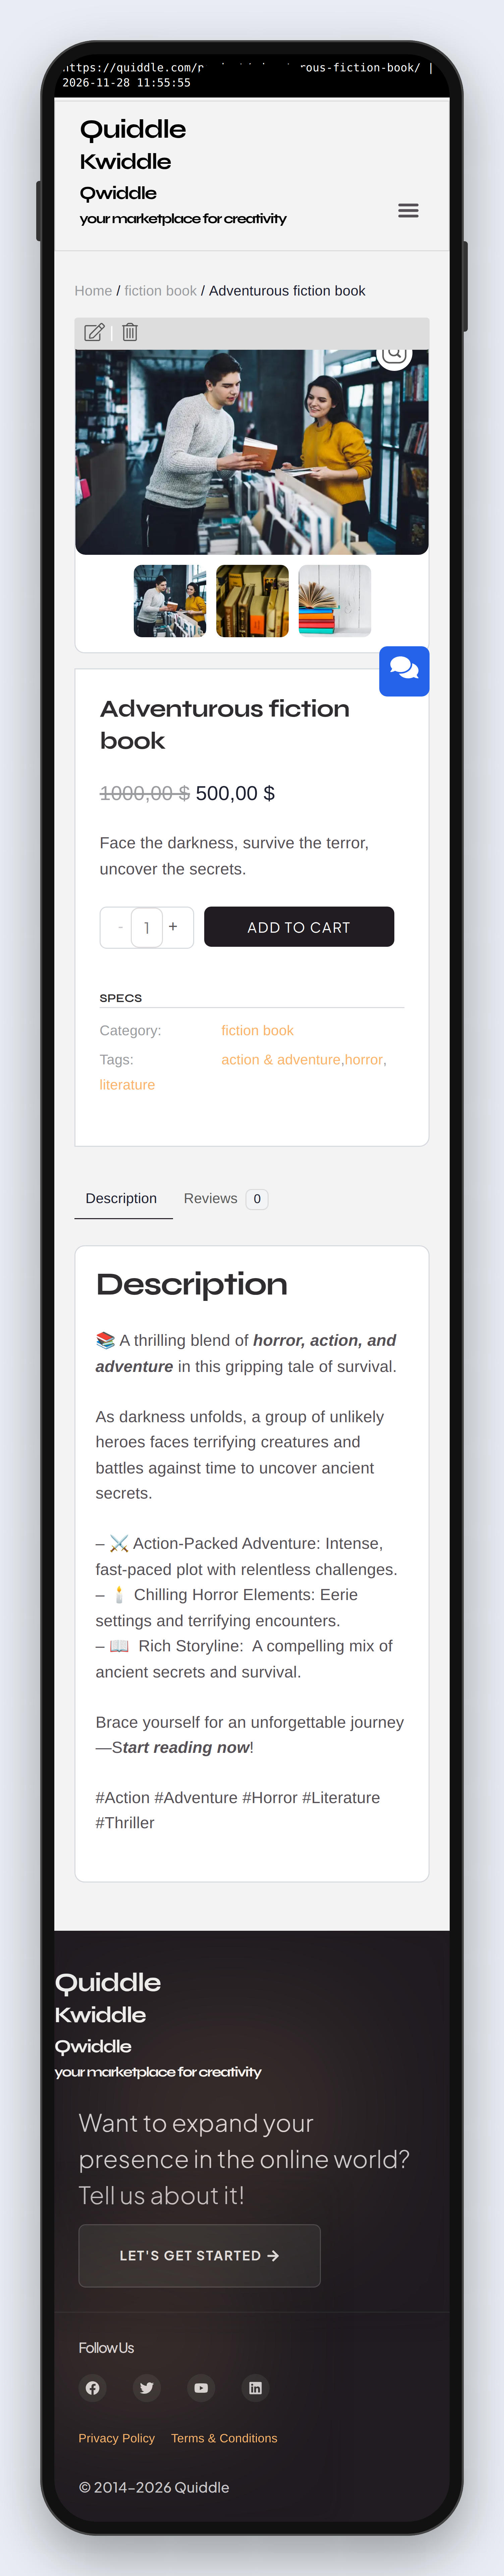 2026-11-28 11:55:55
Quiddle
Kwiddle
Qwiddle
your marketplace for creativity
Home / fiction book / Adventurous fiction book
Adventurous fiction
book
1000,00 $ 500,00 $
Face the darkness, survive the terror,
uncover the secrets.
- 1 + ADD TO CART
SPECS
Category: fiction book
Tags: action & adventure,horror,
literature
Description Reviews 0
Description
📚 A thrilling blend of horror, action, and
adventure in this gripping tale of survival.
As darkness unfolds, a group of unlikely
heroes faces terrifying creatures and
battles against time to uncover ancient
secrets.
– ⚔️ Action-Packed Adventure: Intense,
fast-paced plot with relentless challenges.
– 🕯️ Chilling Horror Elements: Eerie
settings and terrifying encounters.
– 📖 Rich Storyline: A compelling mix of
ancient secrets and survival.
Brace yourself for an unforgettable journey
—Start reading now!
#Action #Adventure #Horror #Literature
#Thriller
Quiddle
Kwiddle
Qwiddle
your marketplace for creativity
Want to expand your
presence in the online world?
Tell us about it!
LET'S GET STARTED →
Follow Us
Privacy Policy Terms & Conditions
© 2014–2026 Quiddle